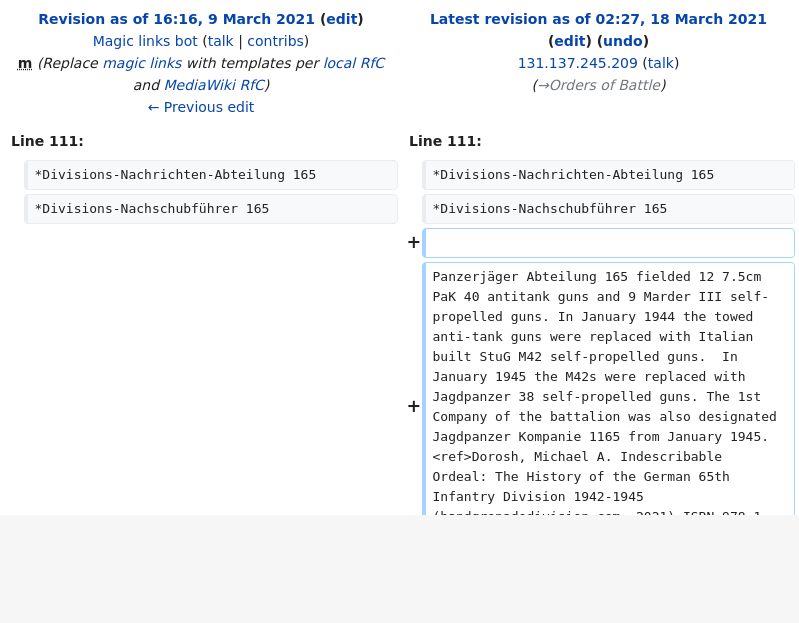 Revision as of 16:16, 9 March 2021 (edit)
Magic links bot (talk | contribs)
m (Replace magic links with templates per local RfC
and MediaWiki RfC)
← Previous edit
Latest revision as of 02:27, 18 March 2021
(edit) (undo)
131.137.245.209 (talk)
(→Orders of Battle)
Line 111:
Line 111:
*Divisions-Nachrichten-Abteilung 165
*Divisions-Nachrichten-Abteilung 165
*Divisions-Nachschubführer 165
*Divisions-Nachschubführer 165
+
+
Panzerjäger Abteilung 165 fielded 12 7.5cm
PaK 40 antitank guns and 9 Marder III self-
propelled guns. In January 1944 the towed
anti-tank guns were replaced with Italian
built StuG M42 self-propelled guns.  In
January 1945 the M42s were replaced with
Jagdpanzer 38 self-propelled guns. The 1st
Company of the battalion was also designated
Jagdpanzer Kompanie 1165 from January 1945.
<ref>Dorosh, Michael A. Indescribable
Ordeal: The History of the German 65th
Infantry Division 1942-1945